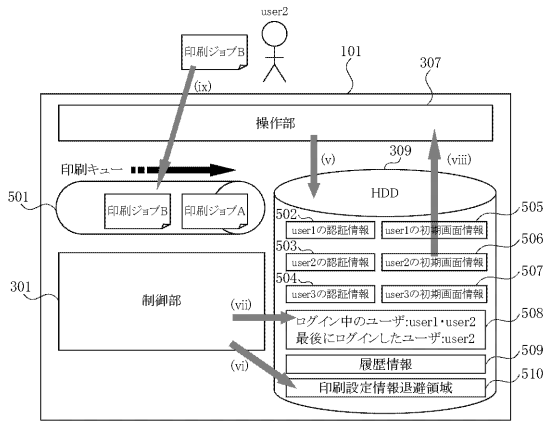 user2
印刷ジョブB
(ix)
101
307
操作部
印刷キュー
(v)
309
(viii)
HDD
501
印刷ジョブB
印刷ジョブA
502
505
user1の認証情報
user1の初期画面情報
503
506
user2の認証情報
user2の初期画面情報
504
507
user3の認証情報
user3の初期画面情報
301
制御部
(vii)
ログイン中のユーザ:user1・user2
最後にログインしたユーザ:user2
508
履歴情報
509
(vi)
印刷設定情報退避領域
510